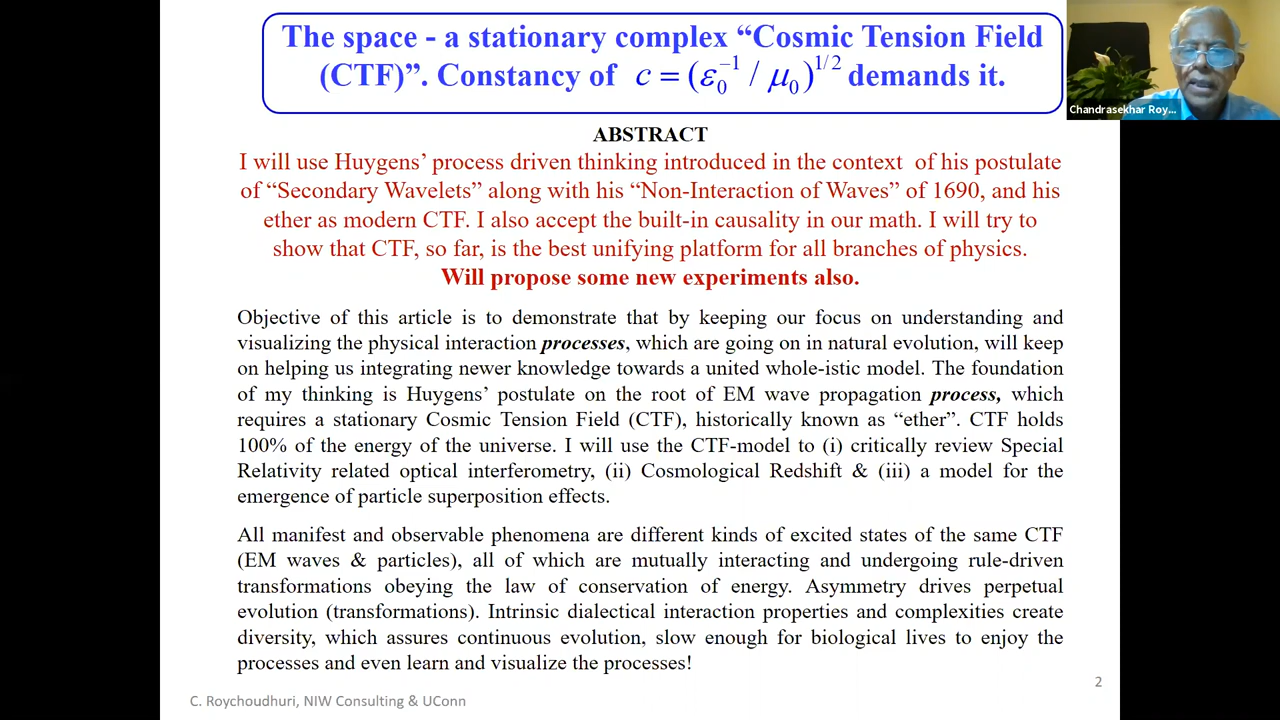 The space - a stationary complex “Cosmic Tension Field
(CTF)”. Constancy of c = (ε₀⁻¹ / μ₀)^1/2 demands it.
Chandrasekhar Roy...
ABSTRACT
I will use Huygens’ process driven thinking introduced in the context of his postulate
of “Secondary Wavelets” along with his “Non-Interaction of Waves” of 1690, and his
ether as modern CTF. I also accept the built-in causality in our math. I will try to
show that CTF, so far, is the best unifying platform for all branches of physics.
Will propose some new experiments also.
Objective of this article is to demonstrate that by keeping our focus on understanding and
visualizing the physical interaction processes, which are going on in natural evolution, will keep
on helping us integrating newer knowledge towards a united whole-istic model. The foundation
of my thinking is Huygens’ postulate on the root of EM wave propagation process, which
requires a stationary Cosmic Tension Field (CTF), historically known as “ether”. CTF holds
100% of the energy of the universe. I will use the CTF-model to (i) critically review Special
Relativity related optical interferometry, (ii) Cosmological Redshift & (iii) a model for the
emergence of particle superposition effects.
All manifest and observable phenomena are different kinds of excited states of the same CTF
(EM waves & particles), all of which are mutually interacting and undergoing rule-driven
transformations obeying the law of conservation of energy. Asymmetry drives perpetual
evolution (transformations). Intrinsic dialectical interaction properties and complexities create
diversity, which assures continuous evolution, slow enough for biological lives to enjoy the
processes and even learn and visualize the processes!
2
C. Roychoudhuri, NIW Consulting & UConn